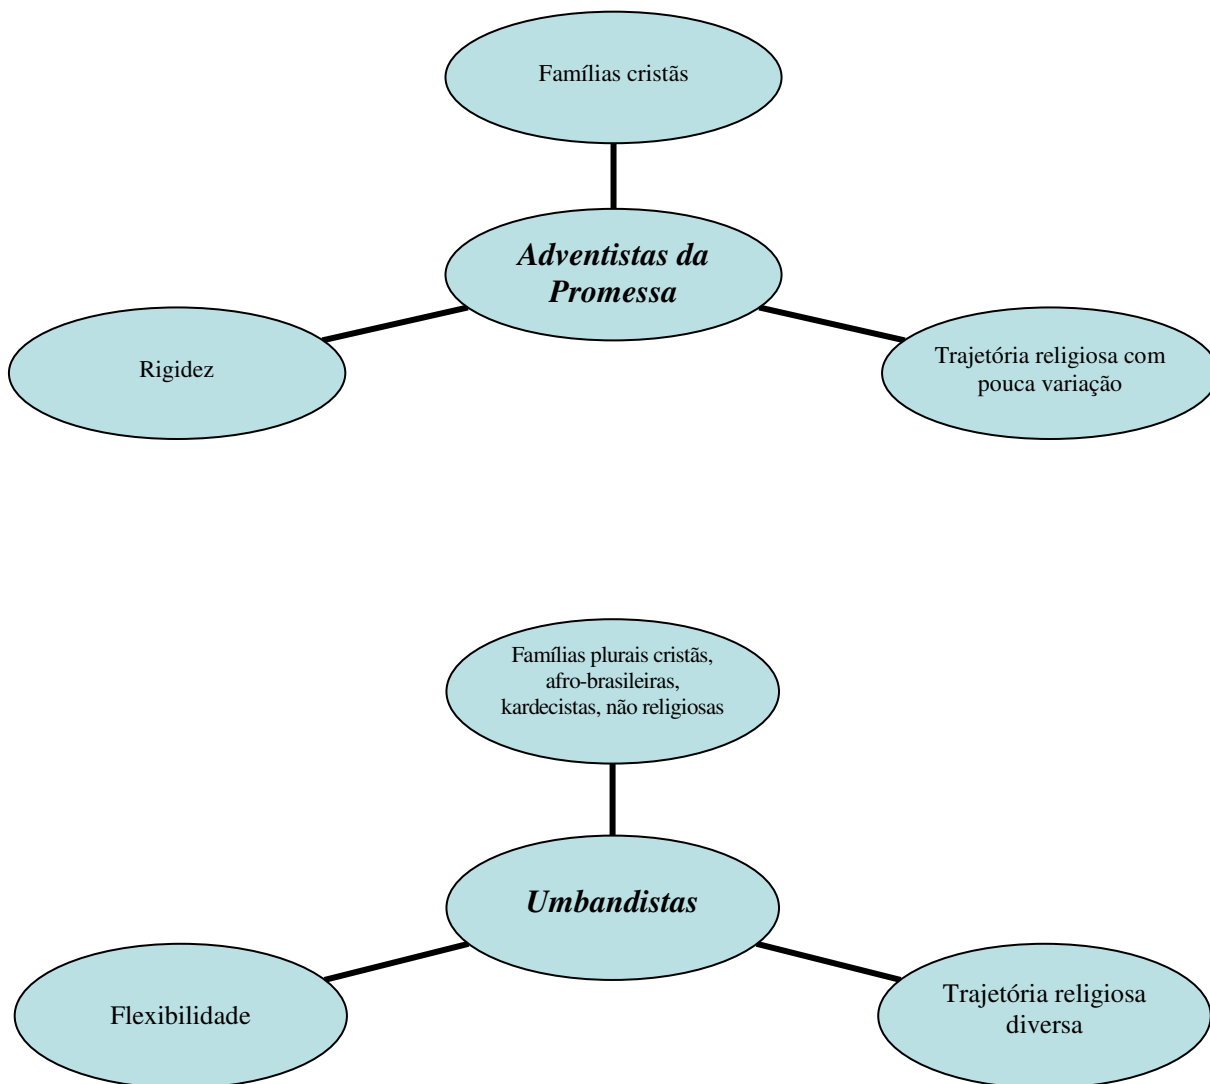 Famílias cristãs
Adventistas da
Promessa
Rigidez
Trajetória religiosa com
pouca variação
Famílias plurais cristãs,
afro-brasileiras,
kardecistas, não religiosas
Umbandistas
Flexibilidade
Trajetória religiosa
diversa